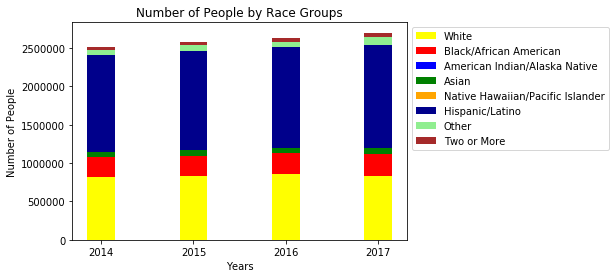 Number of People by Race Groups
Number of People
2500000
2000000
1500000
1000000
500000
0
2014
2015
2016
2017
Years
White
Black/African American
American Indian/Alaska Native
Asian
Native Hawaiian/Pacific Islander
Hispanic/Latino
Other
Two or More